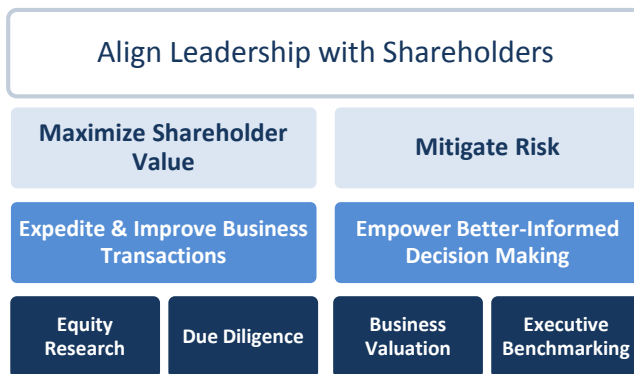 Align Leadership with Shareholders
Maximize Shareholder
Value
Mitigate Risk
Expedite & Improve Business
Transactions
Empower Better-Informed
Decision Making
Equity
Research
Due Diligence
Business
Valuation
Executive
Benchmarking